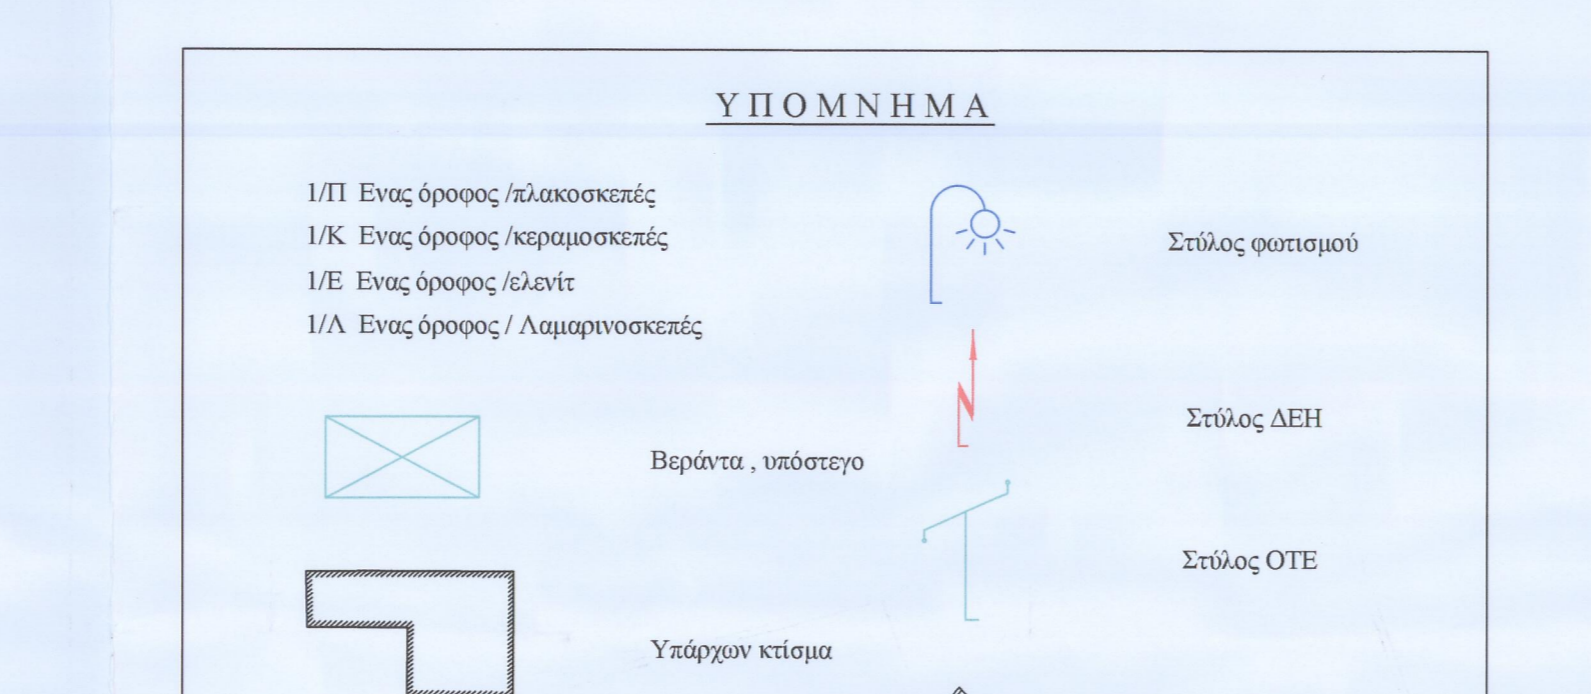 ΥΠΟΜΝΗΜΑ
1/Π Ενας όροφος /πλακοσκεπές
1/Κ Ενας όροφος /κεραμοσκεπές
1/Ε Ενας όροφος /ελενίτ
1/Λ Ενας όροφος / Λαμαρινοσκεπές
Στύλος φωτισμού
Στύλος ΔΕΗ
Βεράντα , υπόστεγο
Στύλος ΟΤΕ
Υπάρχων κτίσμα